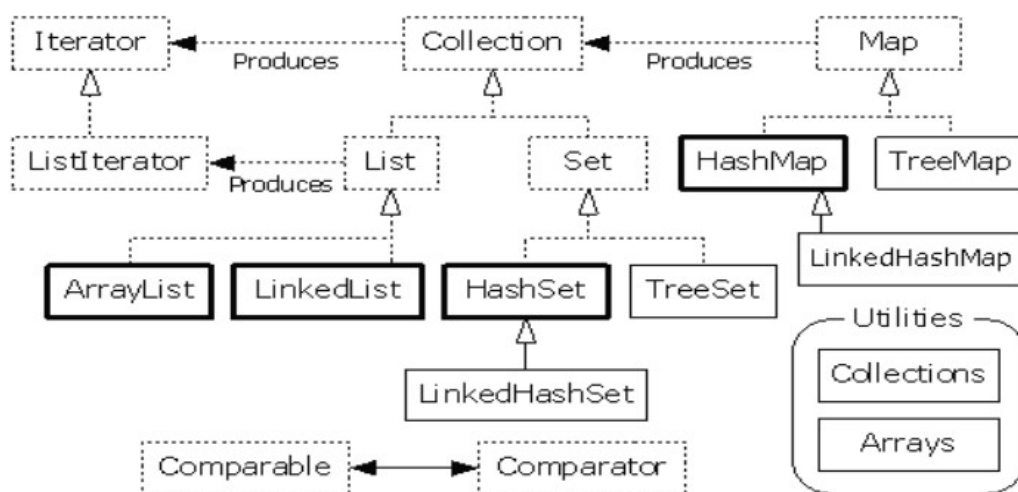 Iterator
Collection
Map
Produces
Produces
ListIterator
List
Set
HashMap
TreeMap
Produces
LinkedHashMap
ArrayList
LinkedList
HashSet
TreeSet
Utilities
Collections
LinkedHashSet
Arrays
Comparable
Comparator